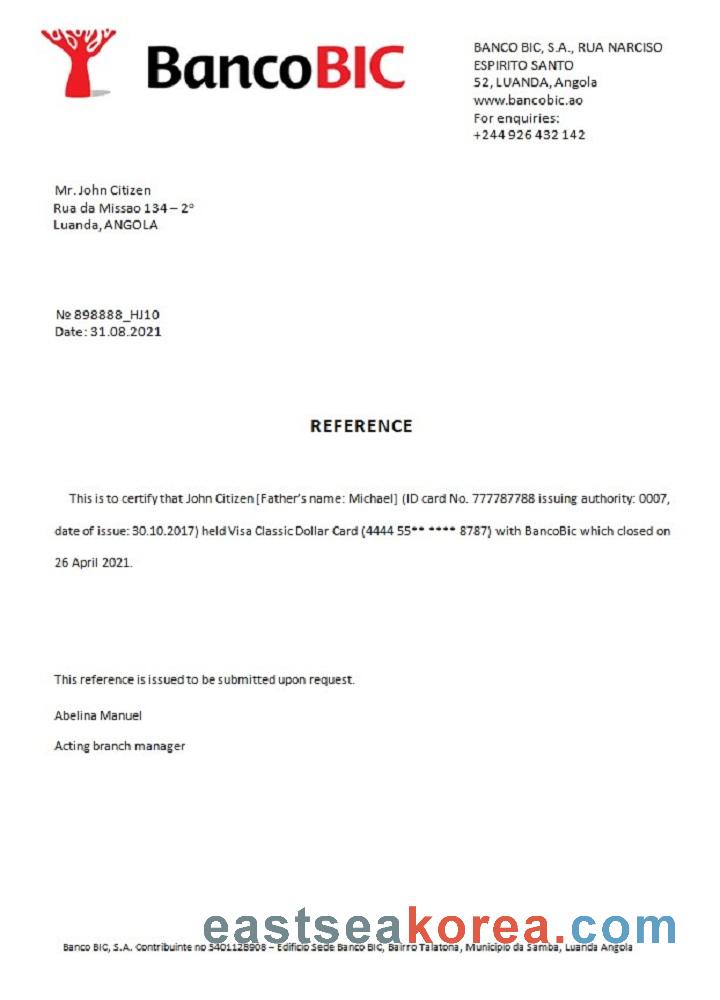 BancoBIC
BANCO BIC, S.A., RUA NARCISO
ESPIRITO SANTO
52, LUANDA, Angola
www.bancobic.ao
For enquiries:
+244 926 432 142
Mr. John Citizen
Rua da Missao 134 – 2º
Luanda, ANGOLA
№ 898888_HJ10
Date: 31.08.2021
REFERENCE
This is to certify that John Citizen [Father's name: Michael] (ID card No. 777787788 issuing authority: 0007,
date of issue: 30.10.2017) held Visa Classic Dollar Card (4444 55** **** 8787) with BancoBic which closed on
26 April 2021.
This reference is issued to be submitted upon request.
Abelina Manuel
Acting branch manager
eastseakorea.com
Banco BIC, S.A. Contribuinte no 5401128908 – Edificio Sede Banco BIC, Bairro Talatona, Municipio da Samba, Luanda Angola